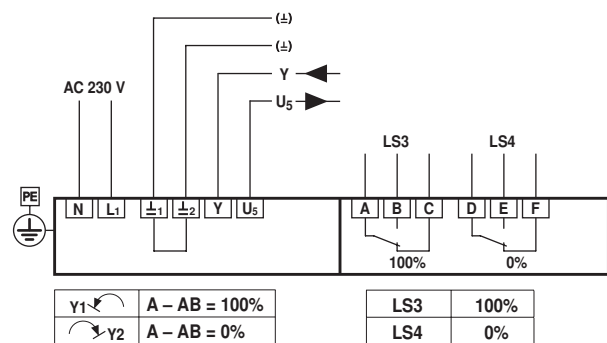 (⊥)
(⊥)
Y
U5
AC 230 V
LS3 LS4
PE
N L1 ⊥1 ⊥2 Y U5 A B C D E F
100% 0%
Y1 A – AB = 100%
Y2 A – AB = 0%
LS3 100%
LS4 0%